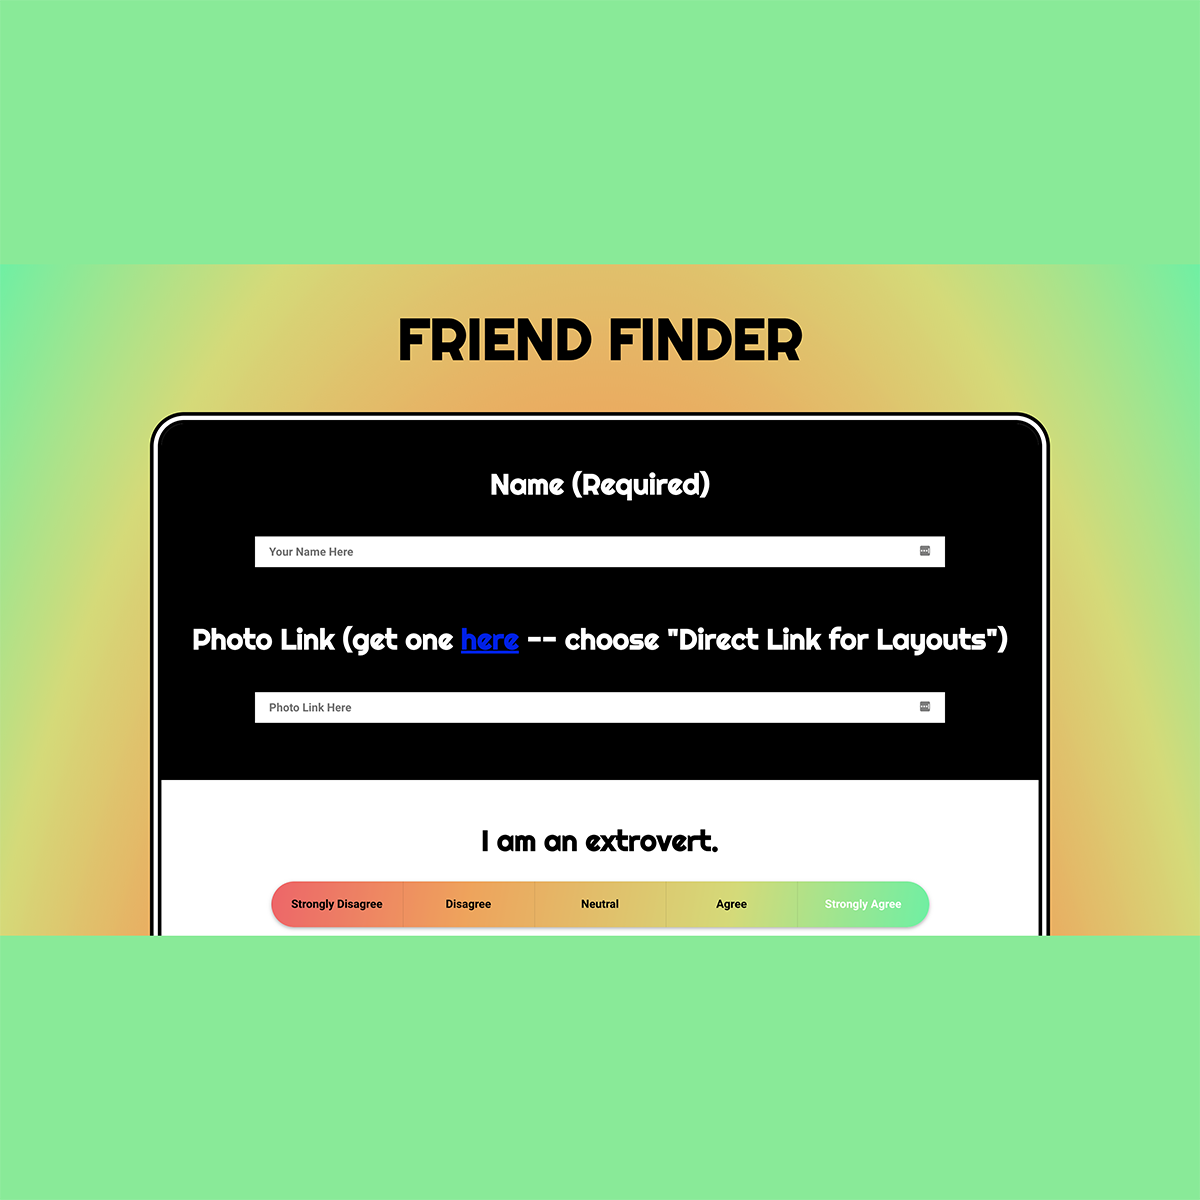 FRIEND FINDER
Name (Required)
Your Name Here
Photo Link (get one here -- choose "Direct Link for Layouts")
Photo Link Here
I am an extrovert.
Strongly Disagree Disagree Neutral Agree Strongly Agree